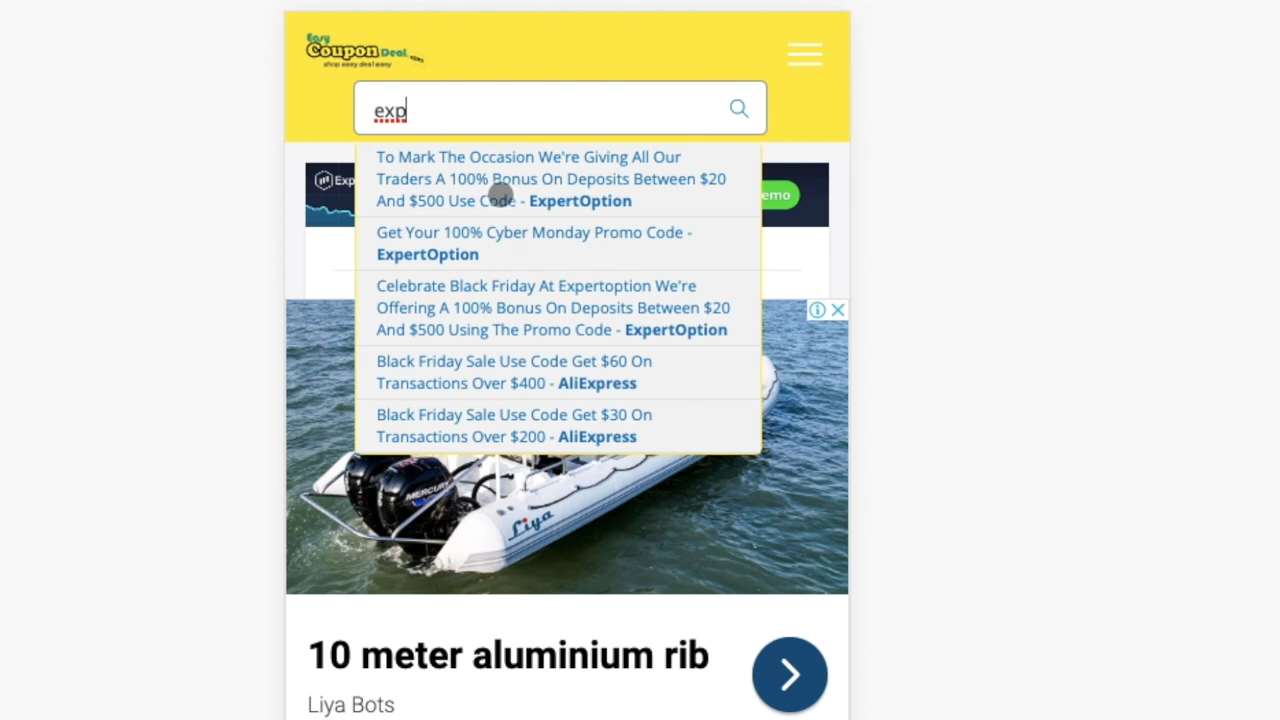 Easy
Coupon Deal .com
shop easy deal easy
exp
To Mark The Occasion We're Giving All Our
Traders A 100% Bonus On Deposits Between $20
And $500 Use Code - ExpertOption
Get Your 100% Cyber Monday Promo Code -
ExpertOption
Celebrate Black Friday At Expertoption We're
Offering A 100% Bonus On Deposits Between $20
And $500 Using The Promo Code - ExpertOption
Black Friday Sale Use Code Get $60 On
Transactions Over $400 - AliExpress
Black Friday Sale Use Code Get $30 On
Transactions Over $200 - AliExpress
Exp
emo
MERCURY
Liya
10 meter aluminium rib
Liya Bots